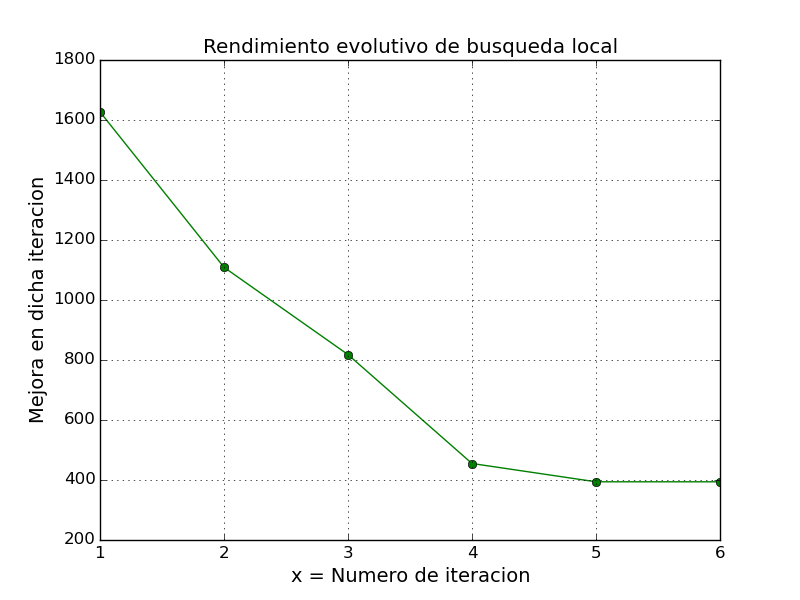 Rendimiento evolutivo de busqueda local
1800
1600
1400
1200
1000
800
600
400
200
Mejora en dicha iteracion
1 2 3 4 5 6
x = Numero de iteracion